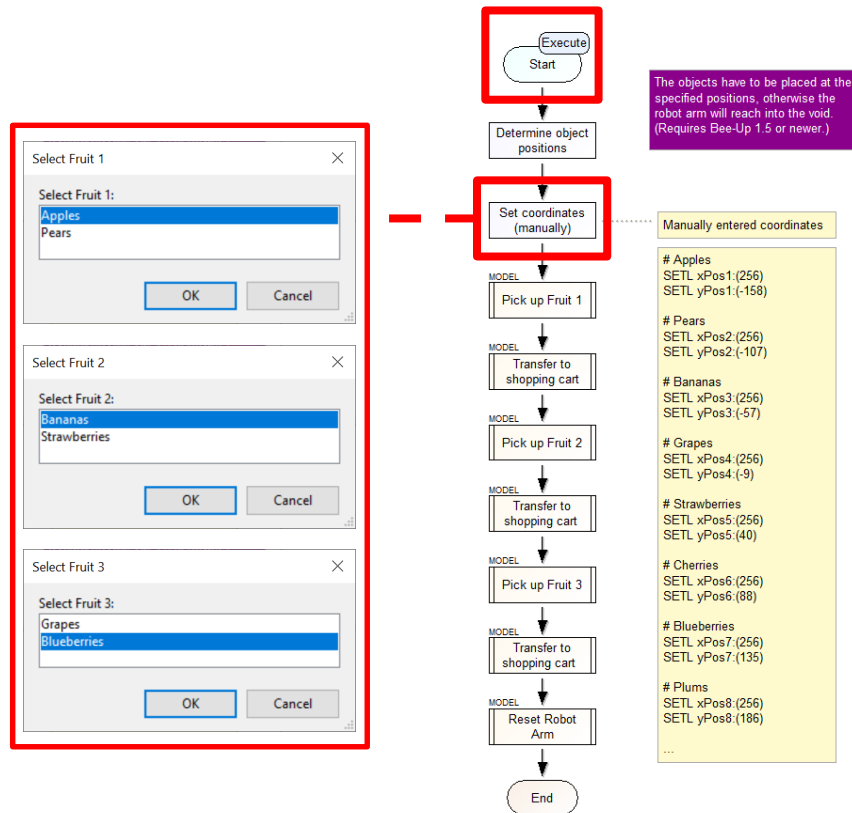 Select Fruit 1
Select Fruit 1:
Apples
Pears
OK
Cancel
Select Fruit 2
Select Fruit 2:
Bananas
Strawberries
OK
Cancel
Select Fruit 3
Select Fruit 3:
Grapes
Blueberries
OK
Cancel
Execute
Start
Determine object
positions
Set coordinates
(manually)
MODEL
Pick up Fruit 1
MODEL
Transfer to
shopping cart
MODEL
Pick up Fruit 2
MODEL
Transfer to
shopping cart
MODEL
Pick up Fruit 3
MODEL
Transfer to
shopping cart
MODEL
Reset Robot
Arm
End
The objects have to be placed at the
specified positions, otherwise the
robot arm will reach into the void.
(Requires Bee-Up 1.5 or newer.)
Manually entered coordinates
# Apples
SETL xPos1:(256)
SETL yPos1:(-158)
# Pears
SETL xPos2:(256)
SETL yPos2:(-107)
# Bananas
SETL xPos3:(256)
SETL yPos3:(-57)
# Grapes
SETL xPos4:(256)
SETL yPos4:(-9)
# Strawberries
SETL xPos5:(256)
SETL yPos5:(40)
# Cherries
SETL xPos6:(256)
SETL yPos6:(88)
# Blueberries
SETL xPos7:(256)
SETL yPos7:(135)
# Plums
SETL xPos8:(256)
SETL yPos8:(186)
...